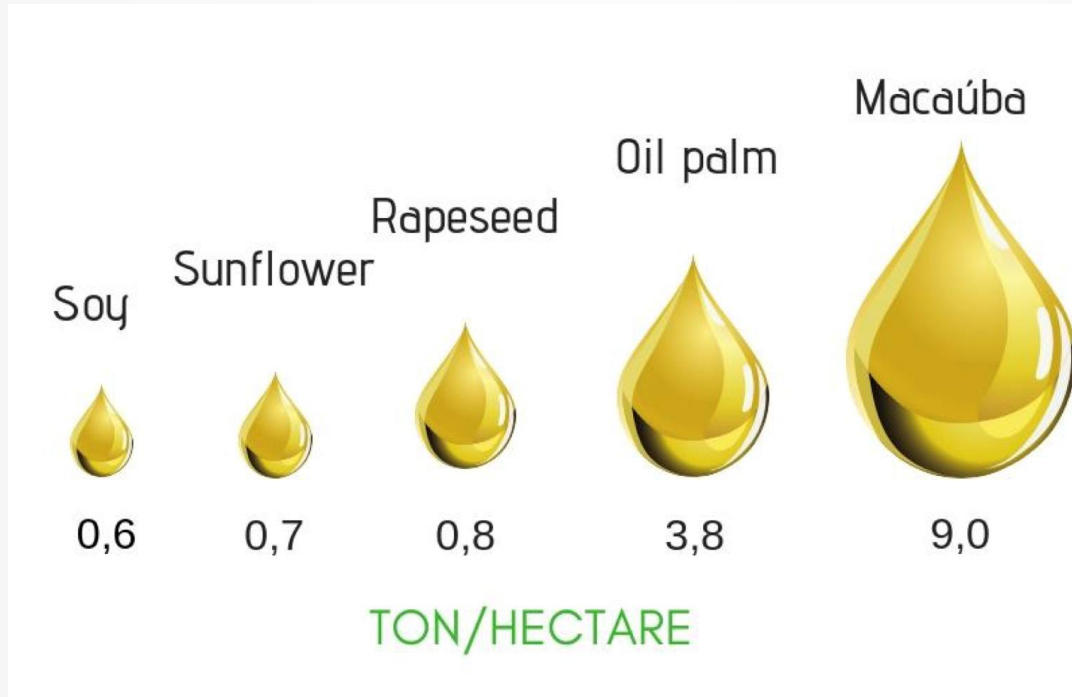 Macaúba
Oil palm
Rapeseed
Sunflower
Soy
0,6 0,7 0,8 3,8 9,0
TON/HECTARE